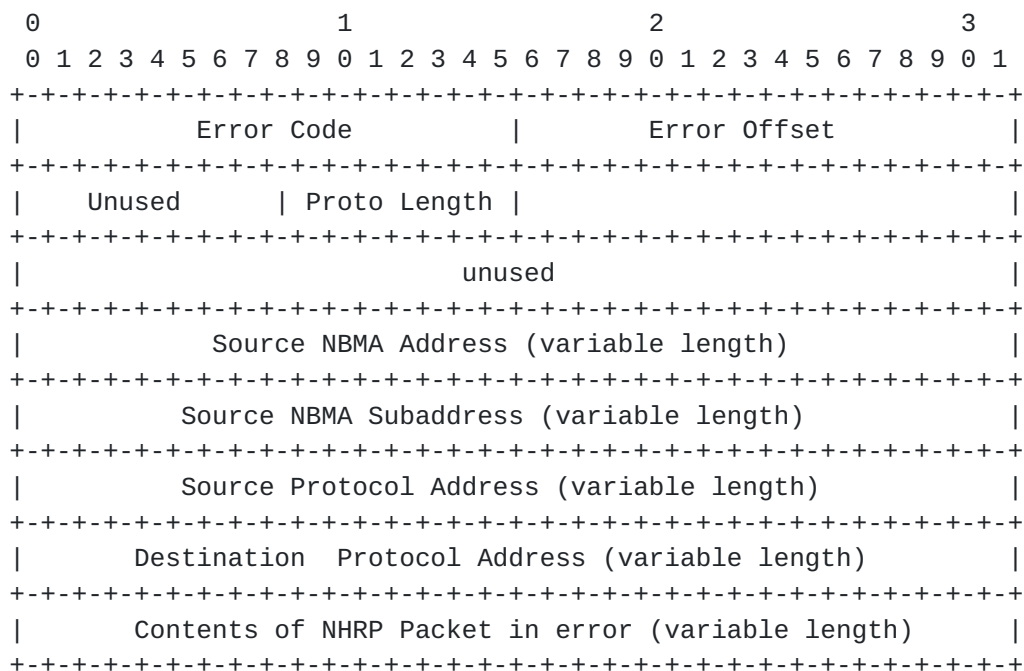 0                   1                   2                   3
 0 1 2 3 4 5 6 7 8 9 0 1 2 3 4 5 6 7 8 9 0 1 2 3 4 5 6 7 8 9 0 1
+-+-+-+-+-+-+-+-+-+-+-+-+-+-+-+-+-+-+-+-+-+-+-+-+-+-+-+-+-+-+-+-+
|           Error Code          |        Error Offset           |
+-+-+-+-+-+-+-+-+-+-+-+-+-+-+-+-+-+-+-+-+-+-+-+-+-+-+-+-+-+-+-+-+
|    Unused      | Proto Length |                               |
+-+-+-+-+-+-+-+-+-+-+-+-+-+-+-+-+-+-+-+-+-+-+-+-+-+-+-+-+-+-+-+-+
|                            unused                             |
+-+-+-+-+-+-+-+-+-+-+-+-+-+-+-+-+-+-+-+-+-+-+-+-+-+-+-+-+-+-+-+-+
|            Source NBMA Address (variable length)              |
+-+-+-+-+-+-+-+-+-+-+-+-+-+-+-+-+-+-+-+-+-+-+-+-+-+-+-+-+-+-+-+-+
|          Source NBMA Subaddress (variable length)             |
+-+-+-+-+-+-+-+-+-+-+-+-+-+-+-+-+-+-+-+-+-+-+-+-+-+-+-+-+-+-+-+-+
|          Source Protocol Address (variable length)            |
+-+-+-+-+-+-+-+-+-+-+-+-+-+-+-+-+-+-+-+-+-+-+-+-+-+-+-+-+-+-+-+-+
|       Destination  Protocol Address (variable length)         |
+-+-+-+-+-+-+-+-+-+-+-+-+-+-+-+-+-+-+-+-+-+-+-+-+-+-+-+-+-+-+-+-+
|       Contents of NHRP Packet in error (variable length)      |
+-+-+-+-+-+-+-+-+-+-+-+-+-+-+-+-+-+-+-+-+-+-+-+-+-+-+-+-+-+-+-+-+